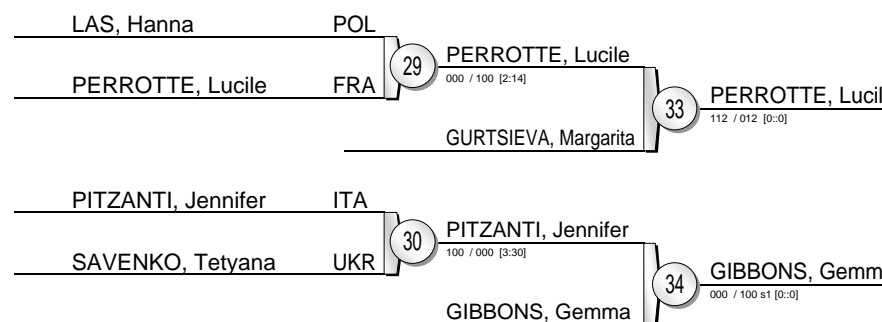 LAS, Hanna POL
29
PERROTTE, Lucile
000 / 100 [2:14]
PERROTTE, Lucile FRA
33
PERROTTE, Lucil
112 / 012 [0::0]
GURTSIEVA, Margarita
PITZANTI, Jennifer ITA
30
PITZANTI, Jennifer
100 / 000 [3:30]
SAVENKO, Tetyana UKR
34
GIBBONS, Gemm
000 / 100 s1 [0::0]
GIBBONS, Gemma